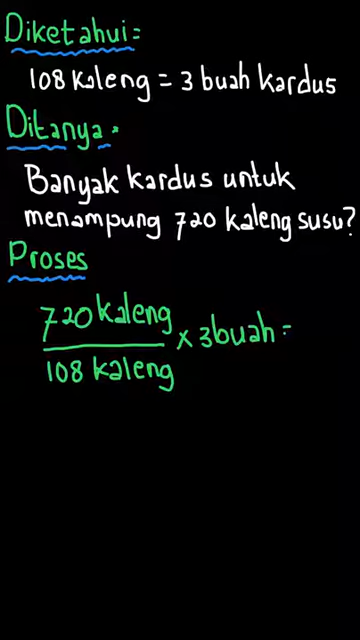 Diketahui =
108 Kaleng = 3 buah kardus
Ditanya =
Banyak kardus untuk
menampung 720 kaleng susu?
Proses
720 Kaleng
108 kaleng
× 3 buah =